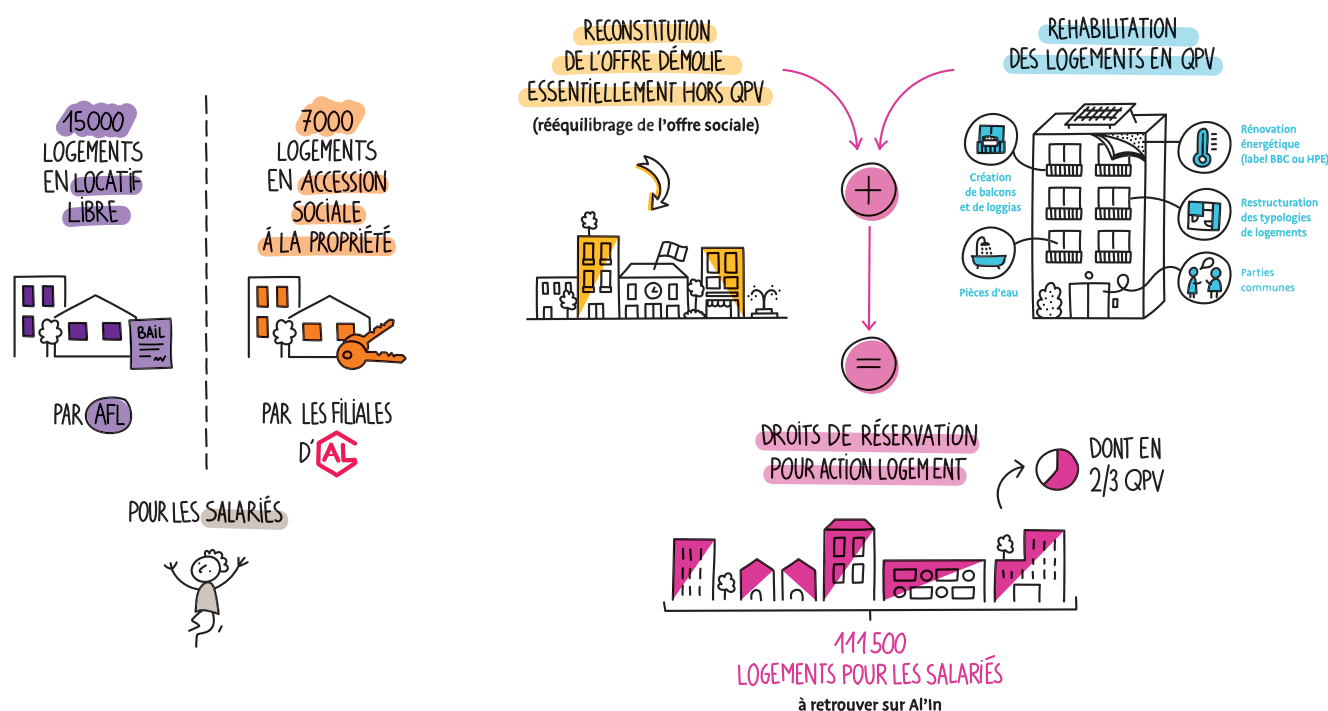 15000
LOGEMENTS
EN LOCATIF
LIBRE
BAIL
PAR AFL
7000
LOGEMENTS
EN ACCESSION
SOCIALE
Á LA PROPRIÉTÉ
PAR LES FILIALES
D'AL
POUR LES SALARIÉS
RECONSTITUTION
DE L'OFFRE DÉMOLIE
ESSENTIELLEMENT HORS QPV
(rééquilibrage de l'offre sociale)
+
REHABILITATION
DES LOGEMENTS EN QPV
Création
de balcons
et de loggias
Pièces d'eau
Rénovation
énergétique
(label BBC ou HPE)
Restructuration
des typologies
de logements
Parties
communes
=
DROITS DE RÉSERVATION
POUR ACTION LOGEMENT
DONT EN
2/3 QPV
111500
LOGEMENTS POUR LES SALARIÉS
à retrouver sur Al'In